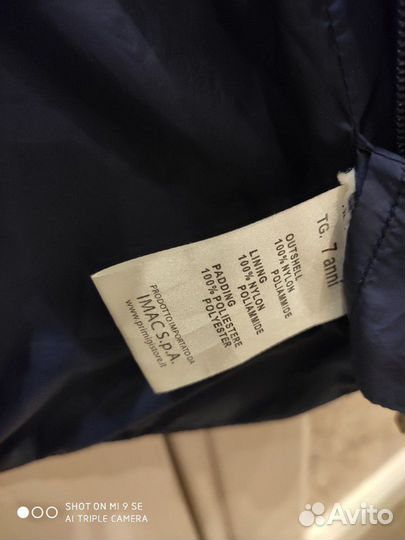 TG. 7 anni
OUTSHELL
100% NYLON
POLIAMMIDE
LINING
100% NYLON
POLIAMMIDE
PADDING
100% POLIESTERE
POLYESTER
PRODOTTO IMPORTATO DA
IMAC S.p.A.
www.primigistore.it
SHOT ON MI 9 SE
AI TRIPLE CAMERA
Avito